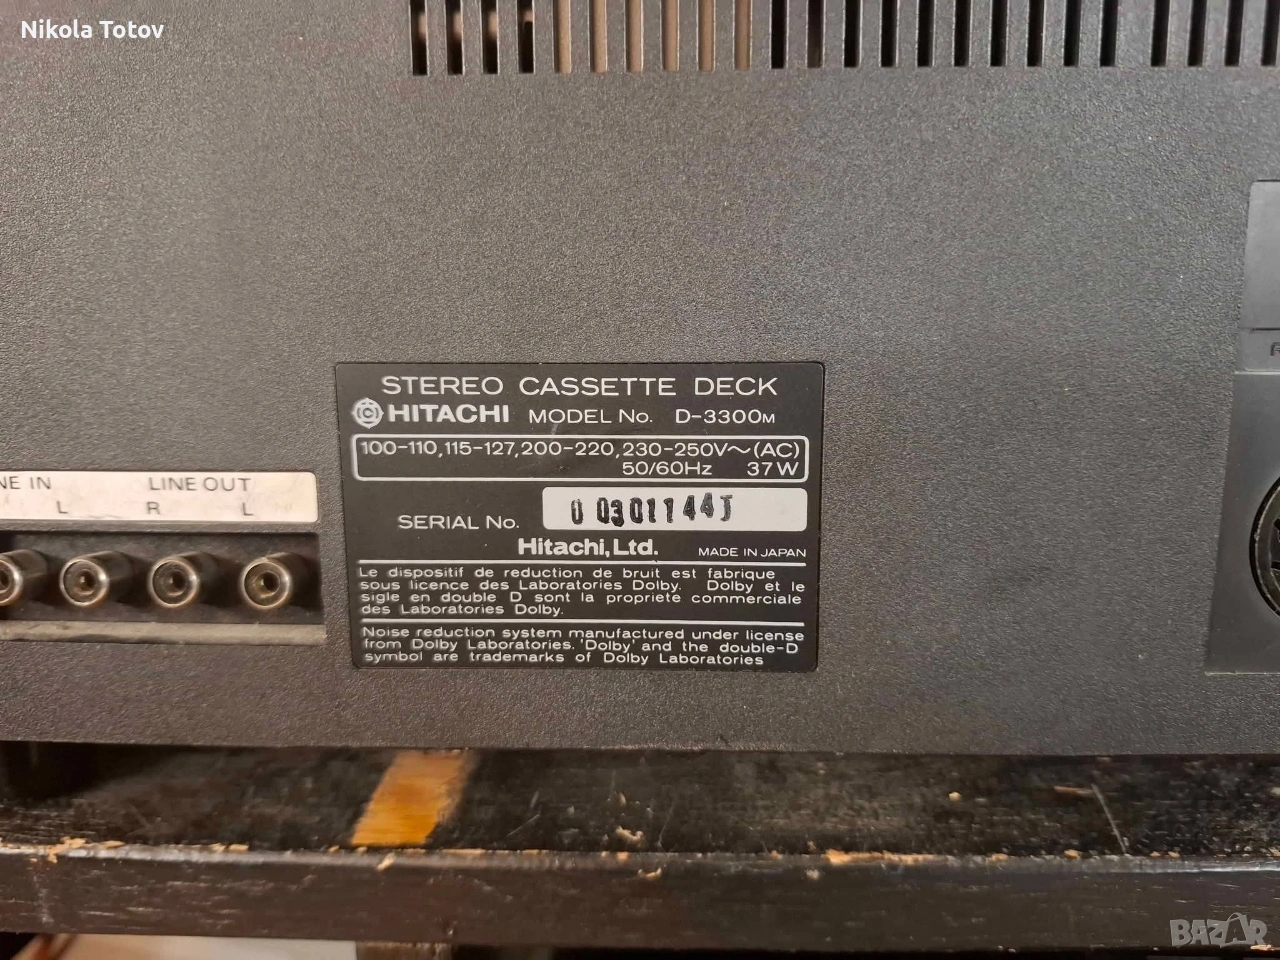 Nikola Totov
STEREO CASSETTE DECK
HITACHI MODEL No. D-3300M
100-110,115-127,200-220,230-250V~(AC)
50/60Hz 37W
SERIAL No. 0 0301144J
Hitachi,Ltd. MADE IN JAPAN
Le dispositif de reduction de bruit est fabrique
sous licence des Laboratories Dolby. Dolby et le
sigle en double D sont la propriete commerciale
des Laboratories Dolby.
Noise reduction system manufactured under license
from Dolby Laboratories. 'Dolby' and the double-D
symbol are trademarks of Dolby Laboratories
NE IN LINE OUT
L R L
BAZAR